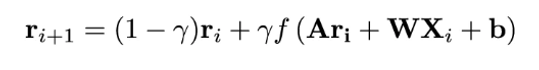 r_{i+1} = (1 − γ)r_i + γf (Ar_i + WX_i + b)